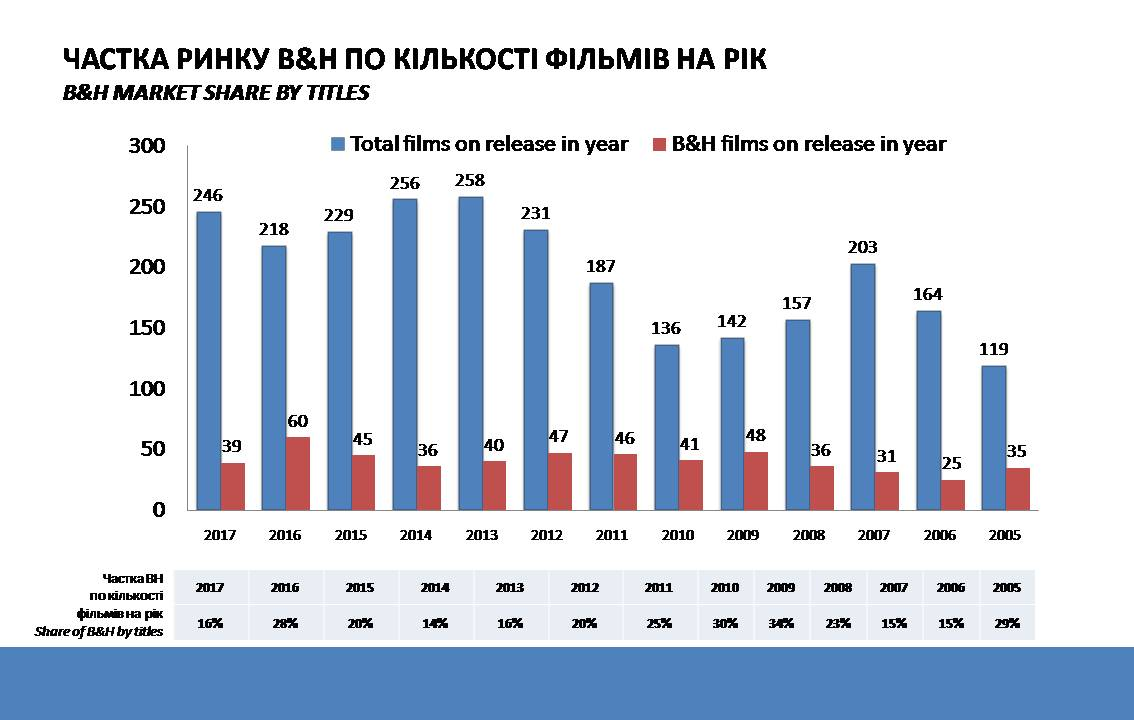 ЧАСТКА РИНКУ B&H ПО КІЛЬКОСТІ ФІЛЬМІВ НА РІК
B&H MARKET SHARE BY TITLES
Total films on release in year B&H films on release in year
300
250
200
150
100
50
0
246 218 229 256 258 231 187 136 142 157 203 164 119
39 60 45 36 40 47 46 41 48 36 31 25 35
2017 2016 2015 2014 2013 2012 2011 2010 2009 2008 2007 2006 2005
Частка ВН
по кількості
фільмів на рік
Share of B&H by titles
2017 2016 2015 2014 2013 2012 2011 2010 2009 2008 2007 2006 2005
16% 28% 20% 14% 16% 20% 25% 30% 34% 23% 15% 15% 29%